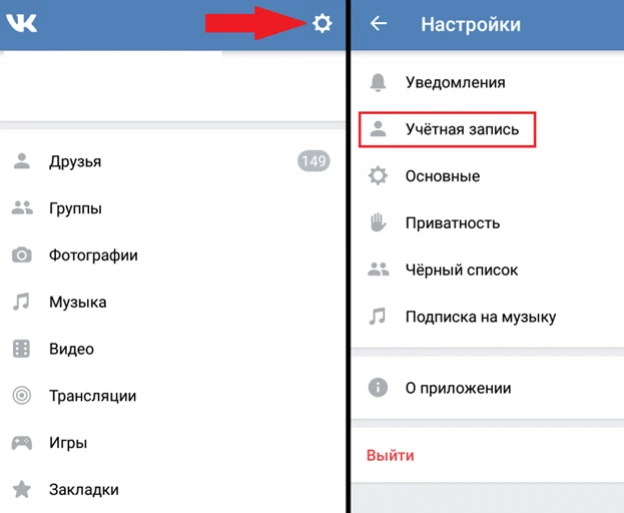 VK
Друзья
149
Группы
Фотографии
Музыка
Видео
Трансляции
Игры
Закладки
Настройки
Уведомления
Учётная запись
Основные
Приватность
Чёрный список
Подписка на музыку
О приложении
Выйти